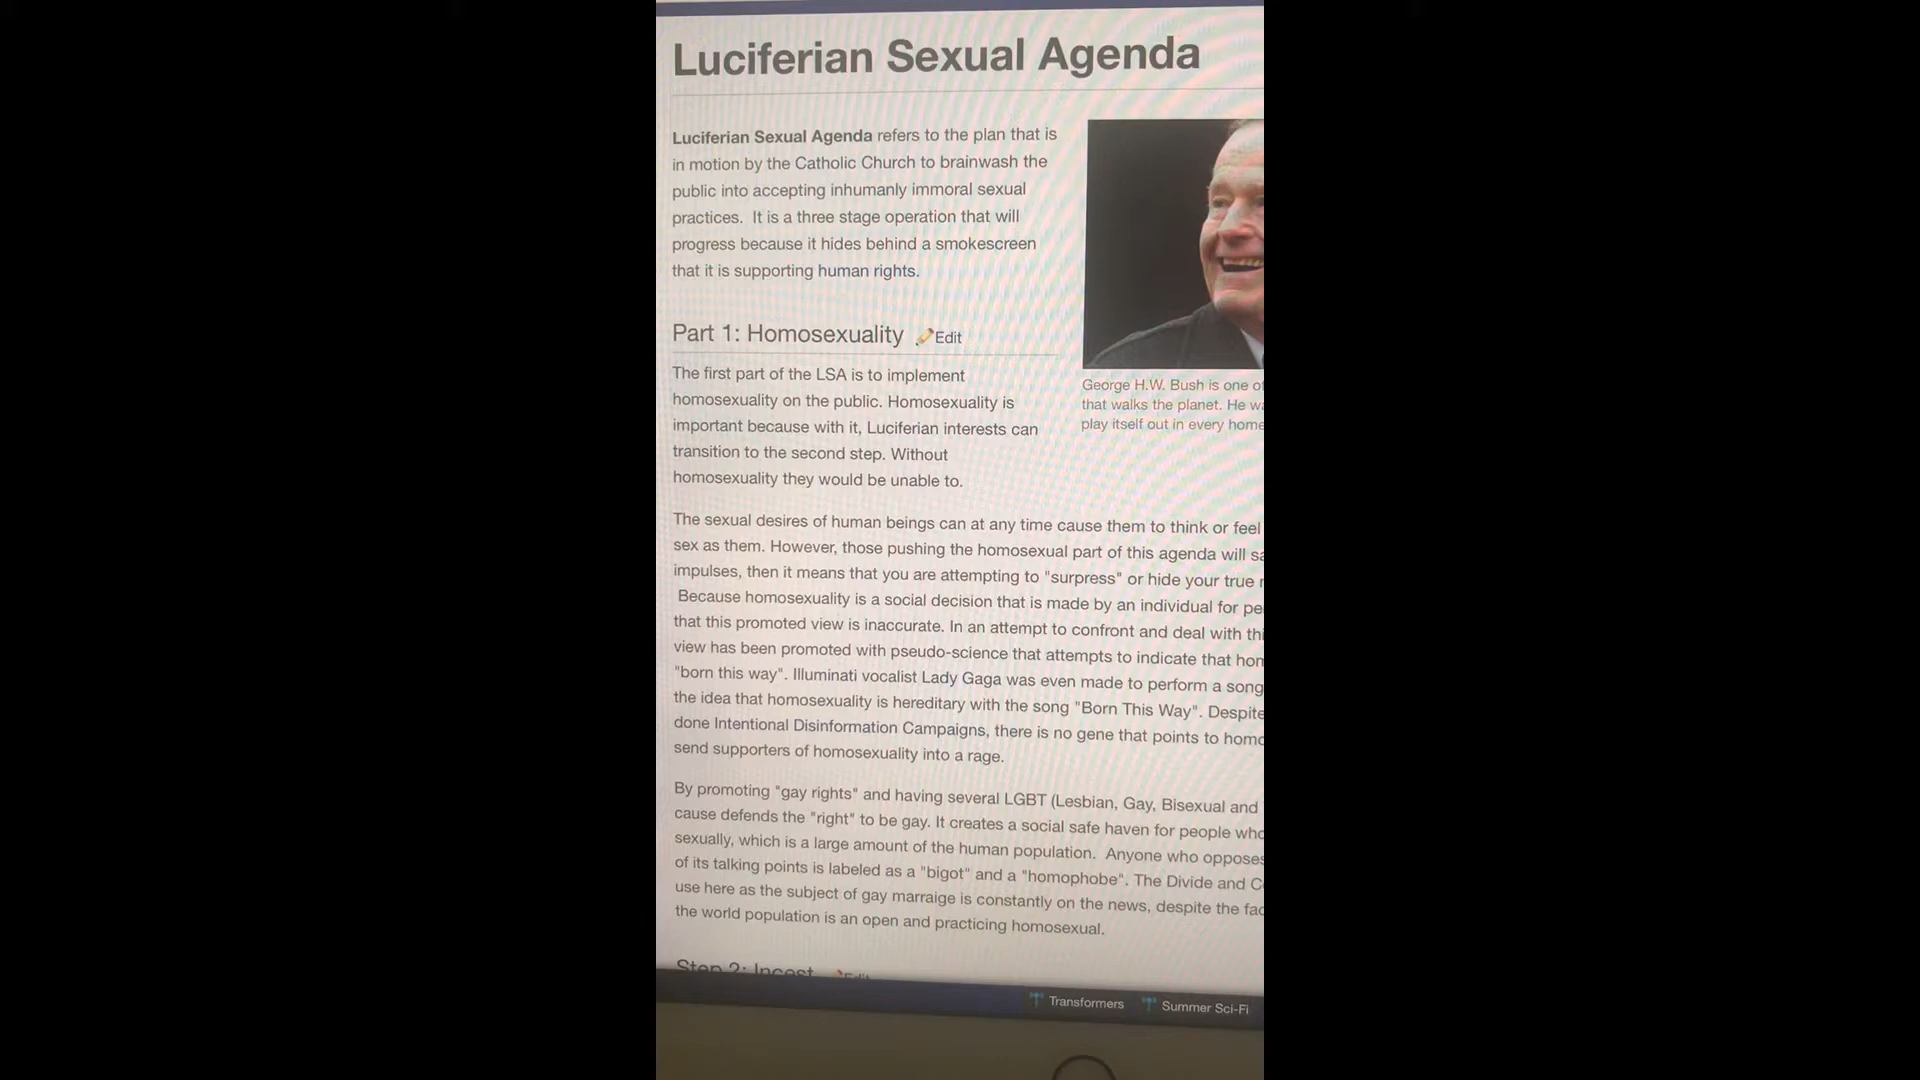 Luciferian Sexual Agenda
Luciferian Sexual Agenda refers to the plan that is
in motion by the Catholic Church to brainwash the
public into accepting inhumanly immoral sexual
practices. It is a three stage operation that will
progress because it hides behind a smokescreen
that it is supporting human rights.
George H.W. Bush is one
that walks the planet. He
play itself out in every home
Part 1: Homosexuality Edit
The first part of the LSA is to implement
homosexuality on the public. Homosexuality is
important because with it, Luciferian interests can
transition to the second step. Without
homosexuality they would be unable to.
The sexual desires of human beings can at any time cause them to think or feel
sex as them. However, those pushing the homosexual part of this agenda will
impulses, then it means that you are attempting to "surpress" or hide your true
Because homosexuality is a social decision that is made by an individual for
that this promoted view is inaccurate. In an attempt to confront and deal with
view has been promoted with pseudo-science that attempts to indicate that
"born this way". Illuminati vocalist Lady Gaga was even made to perform a song
the idea that homosexuality is hereditary with the song "Born This Way". Despite
done Intentional Disinformation Campaigns, there is no gene that points to
send supporters of homosexuality into a rage.
By promoting "gay rights" and having several LGBT (Lesbian, Gay, Bisexual and
cause defends the "right" to be gay. It creates a social safe haven for people who
sexually, which is a large amount of the human population. Anyone who opposes
of its talking points is labeled as a "bigot" and a "homophobe". The Divide and
use here as the subject of gay marraige is constantly on the news, despite the
the world population is an open and practicing homosexual.
Step 2: Incest Edit
Transformers Summer Sci-Fi